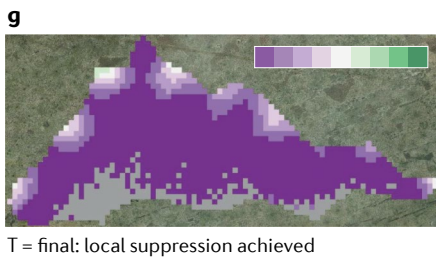 g
T = final: local suppression achieved